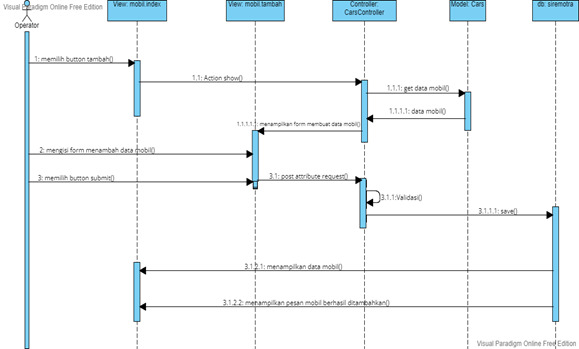 Visual Paradigm Online Free Edition
Operator
View: mobil.index
View: mobil.tambah
Controller:
CarsController
Model: Cars
db: siremotra
1: memilih button tambah()
1.1: Action show()
1.1.1: get data mobil()
1.1.1.1: data mobil()
1.1.1.1.1: menampilkan form membuat data mobil()
2: mengisi form menambah data mobil()
3: memilih button submit()
3.1: post attribute request()
3.1.1:Validasi()
3.1.1.1: save()
3.1.2.1: menampilkan data mobil()
3.1.2.2: menampilkan pesan mobil berhasil ditambahkan()
Visual Paradigm Online Free Edition